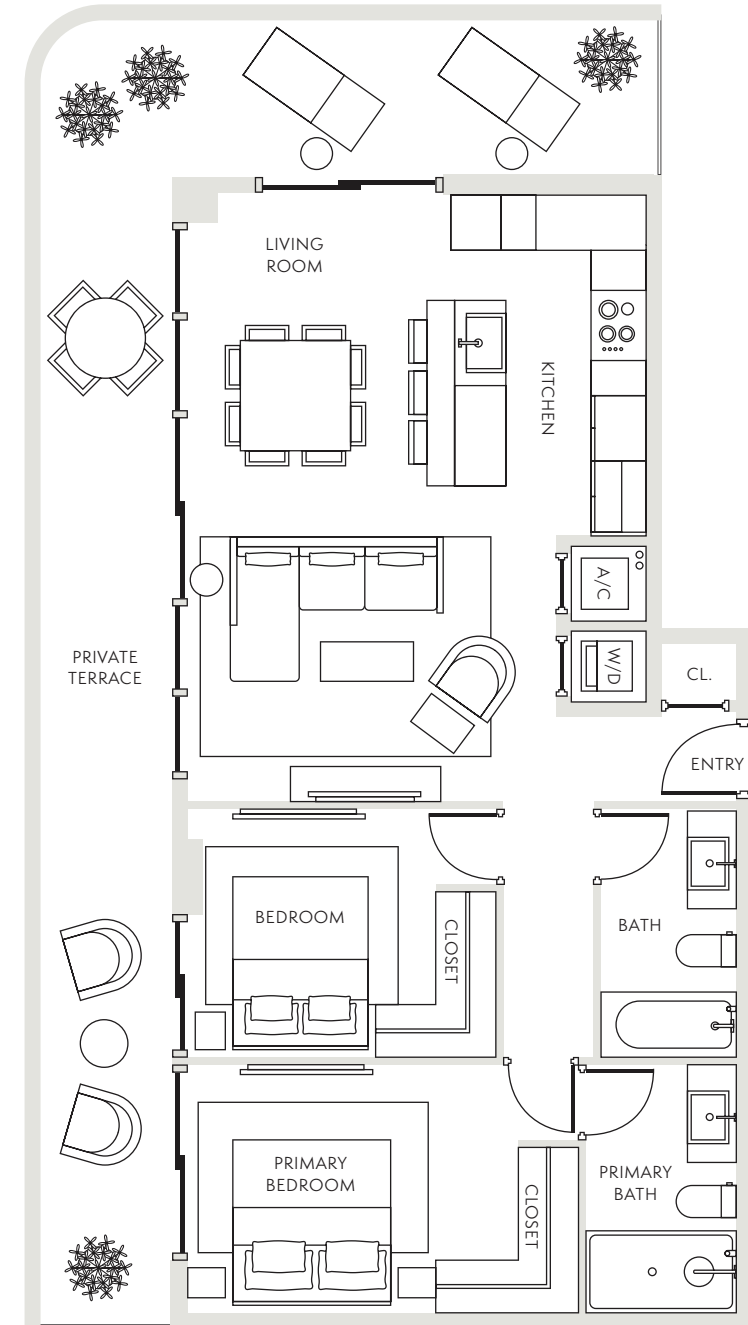 LIVING
ROOM
KITCHEN
A/C
W/D
PRIVATE
TERRACE
CL.
ENTRY
BEDROOM
CLOSET
BATH
PRIMARY
BEDROOM
CLOSET
PRIMARY
BATH